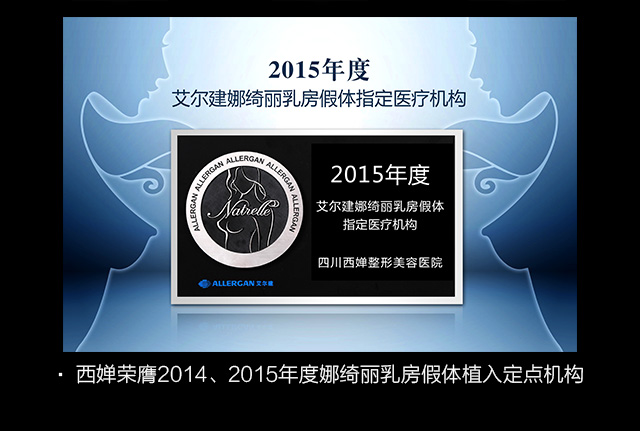 2015年度
艾尔建娜绮丽乳房假体指定医疗机构
ALLERGAN ALLERGAN ALLERGAN ALLERGAN ALLERGAN
Natrelle
2015年度
艾尔建娜绮丽乳房假体
指定医疗机构
四川西婵整形美容医院
ALLERGAN 艾尔建
· 西婵荣膺2014、2015年度娜绮丽乳房假体植入定点机构